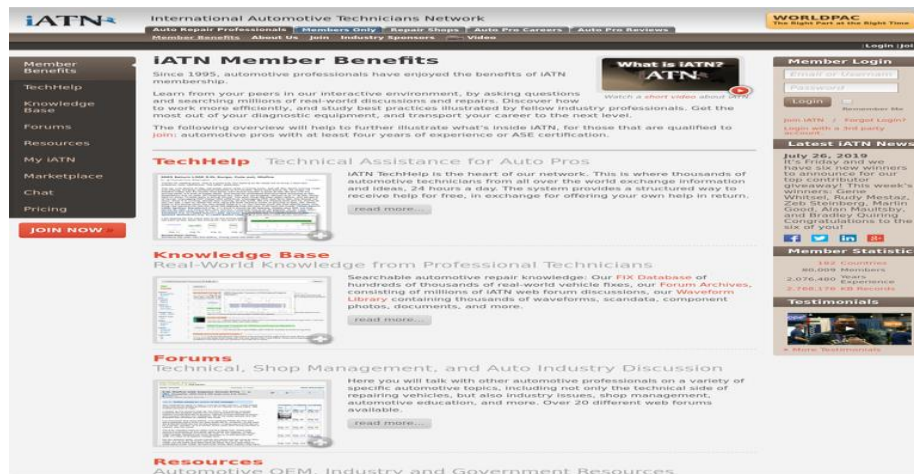 iATN
International Automotive Technicians Network
WORLDPAC
The Right Part at the Right Time
Auto Repair Professionals
Members Only
Repair Shops
Auto Pro Careers
Auto Pro Reviews
Member Benefits
About Us
Join
Industry Sponsors
Video
Login
Member
Benefits
TechHelp
Knowledge
Base
Forums
Resources
My iATN
Marketplace
Chat
Pricing
JOIN NOW »
iATN Member Benefits
Since 1995, automotive professionals have enjoyed the benefits of iATN
membership.
Learn from your peers in our interactive environment, by asking questions
and searching millions of real-world discussions and repairs. Discover how
to work more efficiently, and study best practices illustrated by fellow industry professionals. Get the
most out of your diagnostic equipment, and transport your career to the next level.
The following overview will help to further illustrate what's inside iATN, for those that are qualified to
join: automotive pros with at least four years of experience or ASE certification.
What is iATN?
ATN
Watch a short video about iATN
TechHelp Technical Assistance for Auto Pros
iATN TechHelp is the heart of our network. This is where thousands of
automotive technicians from all over the world exchange information
and ideas, 24 hours a day. The system provides a structured way to
receive help for free, in exchange for offering your own help in return.
read more...
Knowledge Base
Real-World Knowledge from Professional Technicians
Searchable automotive repair knowledge: Our FIX Database of
hundreds of thousands of real-world vehicle fixes, our Forum Archives,
consisting of millions of iATN web forum discussions, our Waveform
Library containing thousands of waveforms, scandata, component
photos, documents, and more.
read more...
Forums
Technical, Shop Management, and Auto Industry Discussion
Here you will talk with other automotive professionals on a variety of
specific automotive topics, including not only the technical side of
repairing vehicles, but also industry issues, shop management,
automotive education, and more. Over 20 different web forums
available.
read more...
Resources
Automotive OEM, Industry and Government Resources
Member Login
Email or Username
Password
Login
Remember Me
Join iATN / Forgot Login?
Login with a 3rd party
account
Latest iATN News
July 26, 2019
It's Friday and we
have six new winners
to announce for our
top contributor
giveaway! This week's
winners: Gene
Whitsel, Rudy Mestaz,
Zeb Steinberg, Marlin
Good, Alan Maultsby,
and Bradley Quiring
Congratulations to the
six of you!
Member Statistic
192 Countries
80,009 Members
2,076,480 Years
Experience
2,768,176 KB Records
Testimonials
More Testimonials